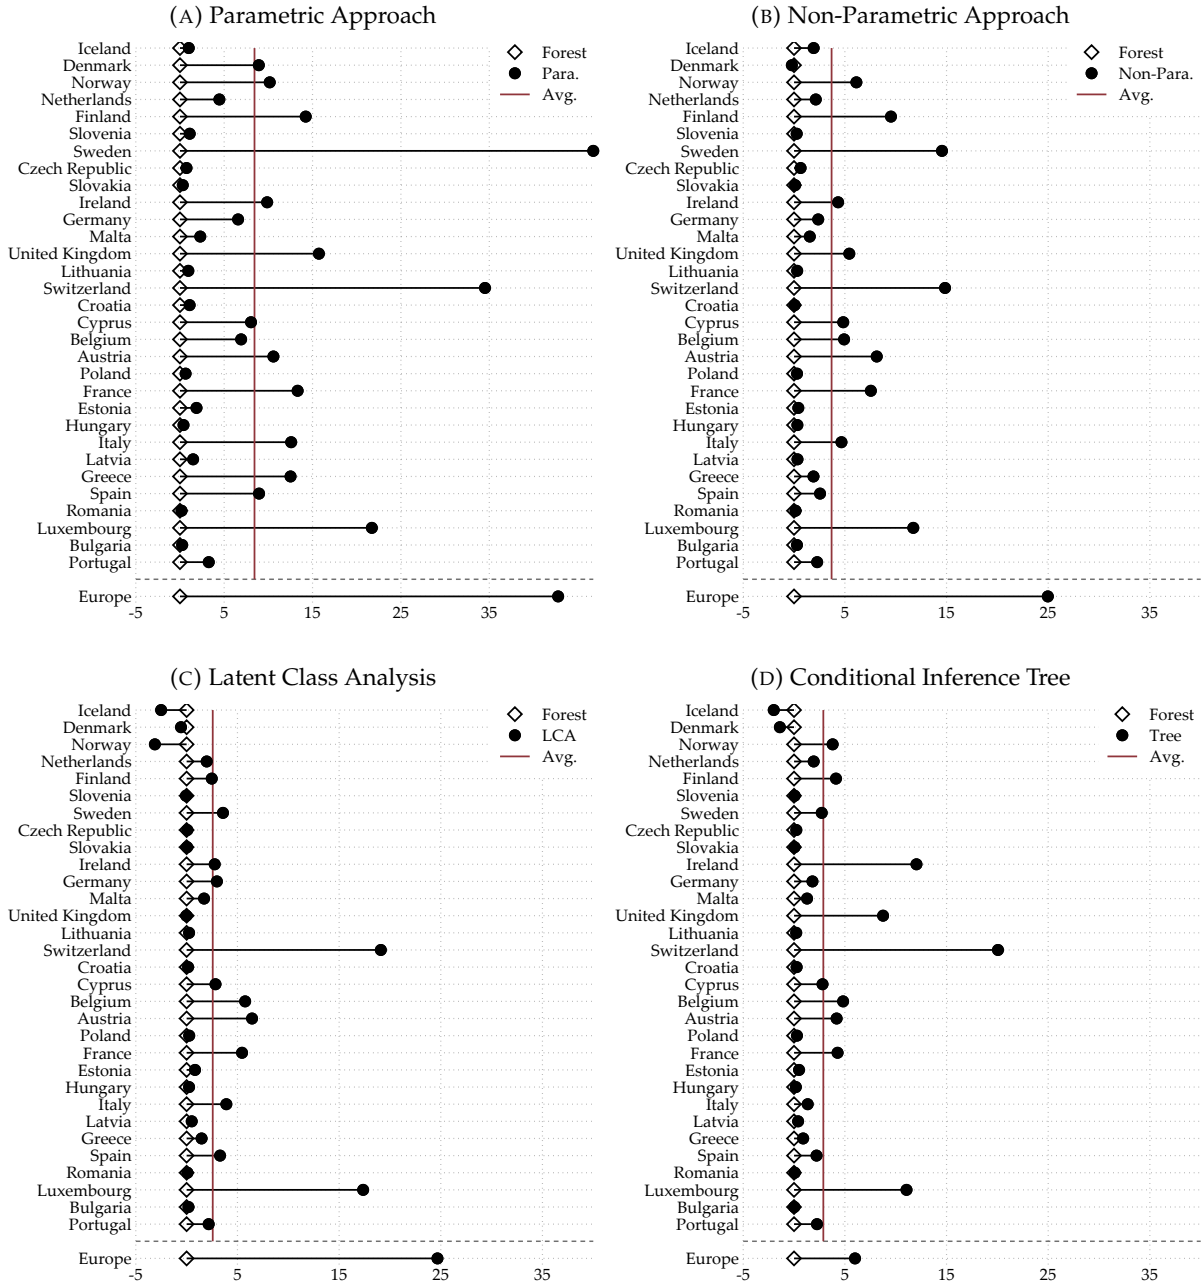 (A) Parametric Approach
Iceland
Denmark
Norway
Netherlands
Finland
Slovenia
Sweden
Czech Republic
Slovakia
Ireland
Germany
Malta
United Kingdom
Lithuania
Switzerland
Croatia
Cyprus
Belgium
Austria
Poland
France
Estonia
Hungary
Italy
Latvia
Greece
Spain
Romania
Luxembourg
Bulgaria
Portugal
Europe
-5 5 15 25 35
Forest
Para.
Avg.
(B) Non-Parametric Approach
Iceland
Denmark
Norway
Netherlands
Finland
Slovenia
Sweden
Czech Republic
Slovakia
Ireland
Germany
Malta
United Kingdom
Lithuania
Switzerland
Croatia
Cyprus
Belgium
Austria
Poland
France
Estonia
Hungary
Italy
Latvia
Greece
Spain
Romania
Luxembourg
Bulgaria
Portugal
Europe
-5 5 15 25 35
Forest
Non-Para.
Avg.
(C) Latent Class Analysis
Iceland
Denmark
Norway
Netherlands
Finland
Slovenia
Sweden
Czech Republic
Slovakia
Ireland
Germany
Malta
United Kingdom
Lithuania
Switzerland
Croatia
Cyprus
Belgium
Austria
Poland
France
Estonia
Hungary
Italy
Latvia
Greece
Spain
Romania
Luxembourg
Bulgaria
Portugal
Europe
-5 5 15 25 35
Forest
LCA
Avg.
(D) Conditional Inference Tree
Iceland
Denmark
Norway
Netherlands
Finland
Slovenia
Sweden
Czech Republic
Slovakia
Ireland
Germany
Malta
United Kingdom
Lithuania
Switzerland
Croatia
Cyprus
Belgium
Austria
Poland
France
Estonia
Hungary
Italy
Latvia
Greece
Spain
Romania
Luxembourg
Bulgaria
Portugal
Europe
-5 5 15 25 35
Forest
Tree
Avg.